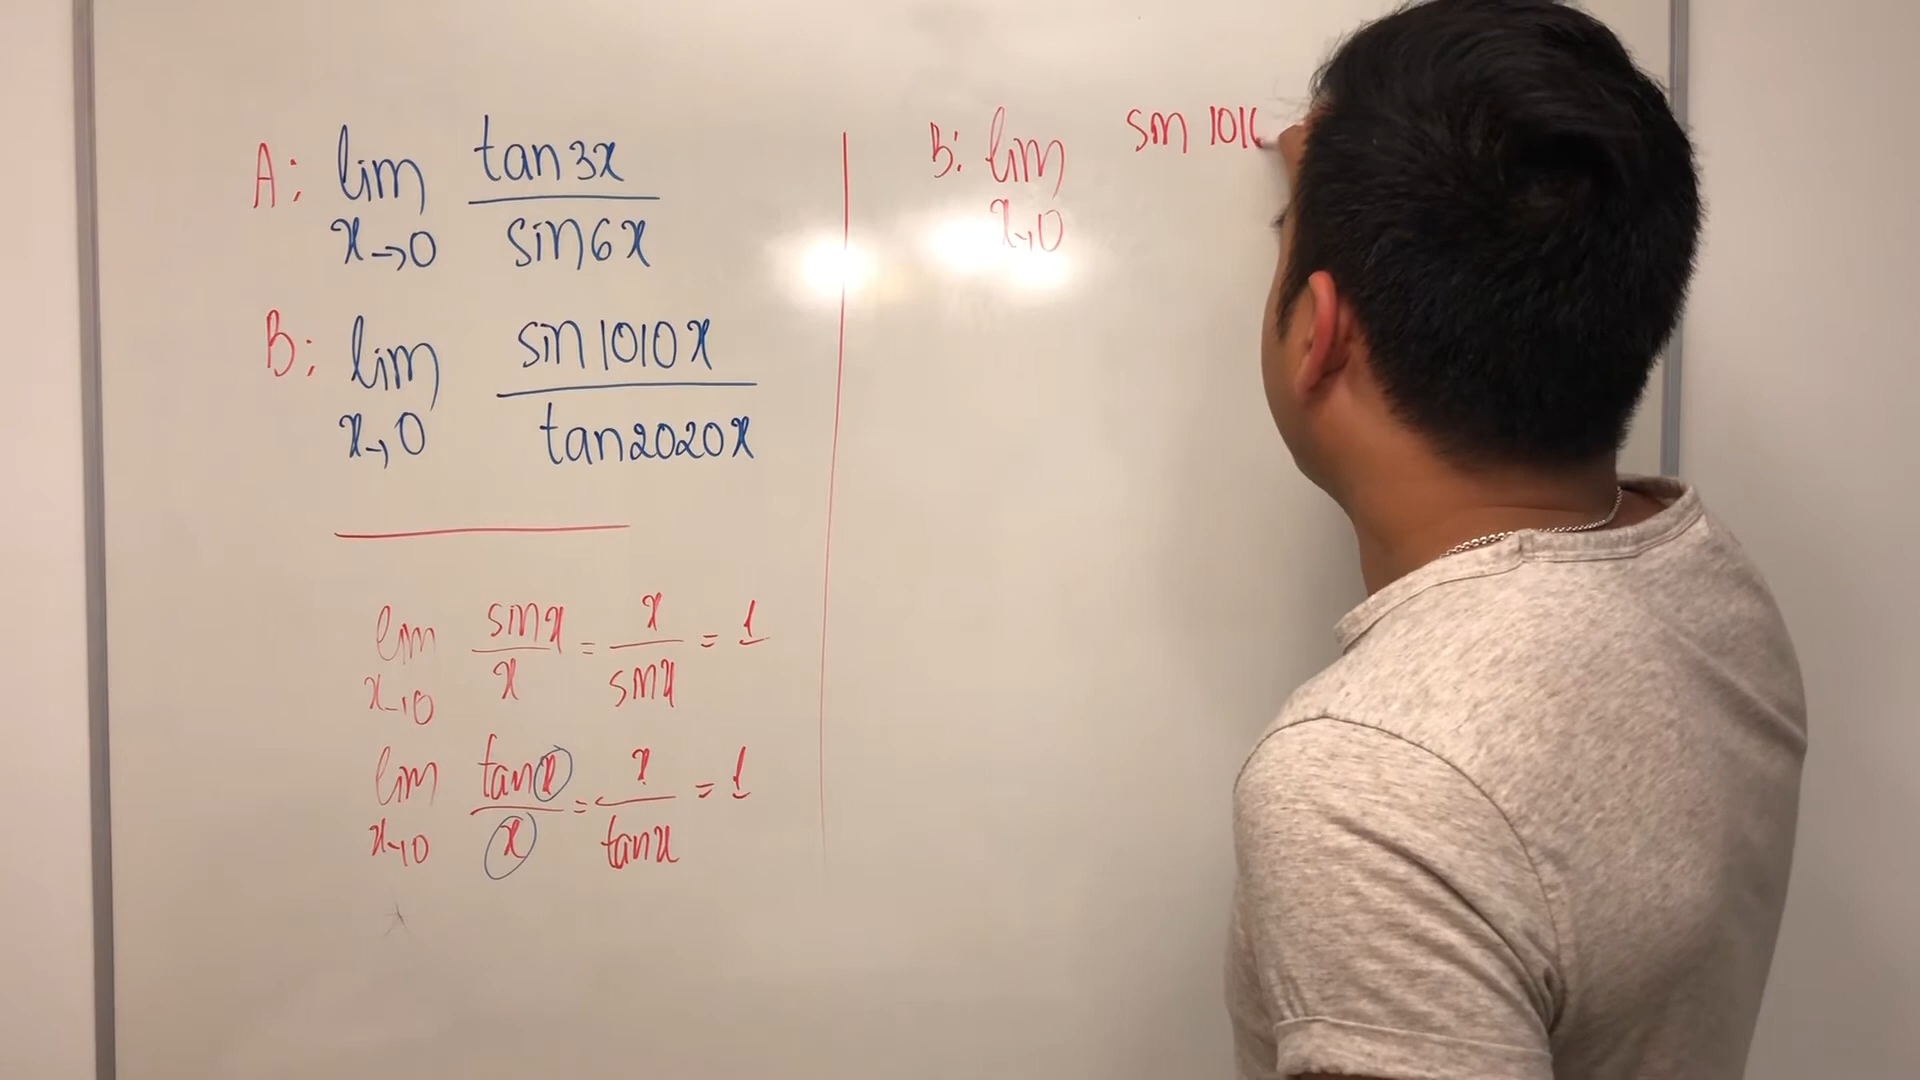 A: lim tan3x
x→0 sin6x
B: lim sin1010x
x→0 tan2020x
lim sinx = x = 1
x→0 x sinx
lim tanx = x = 1
x→0 x tanx
B: lim sin 101
x→0